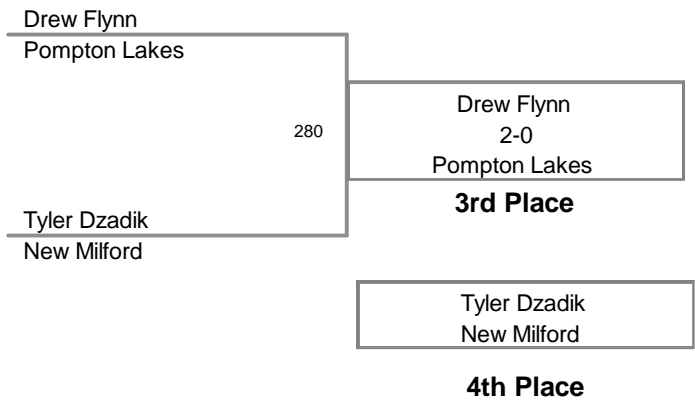 Drew Flynn
Pompton Lakes
280
Drew Flynn
2-0
Pompton Lakes
3rd Place
Tyler Dzadik
New Milford
Tyler Dzadik
New Milford
4th Place